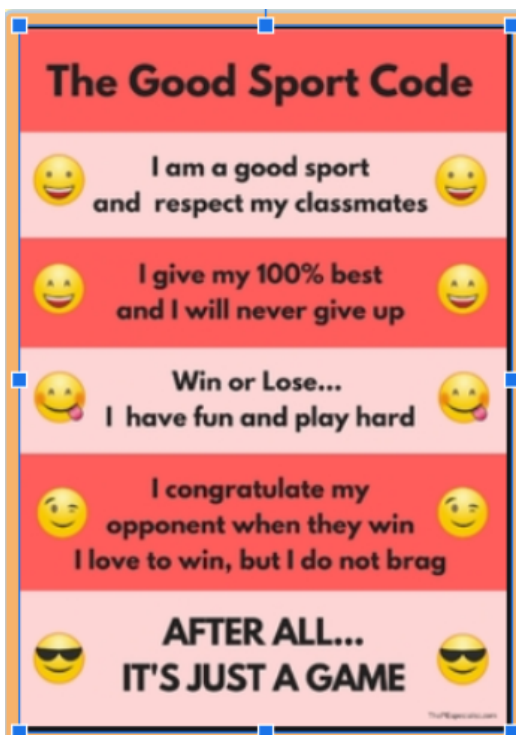 The Good Sport Code
I am a good sport
and respect my classmates
I give my 100% best
and I will never give up
Win or Lose...
I have fun and play hard
I congratulate my
opponent when they win
I love to win, but I do not brag
AFTER ALL...
IT'S JUST A GAME